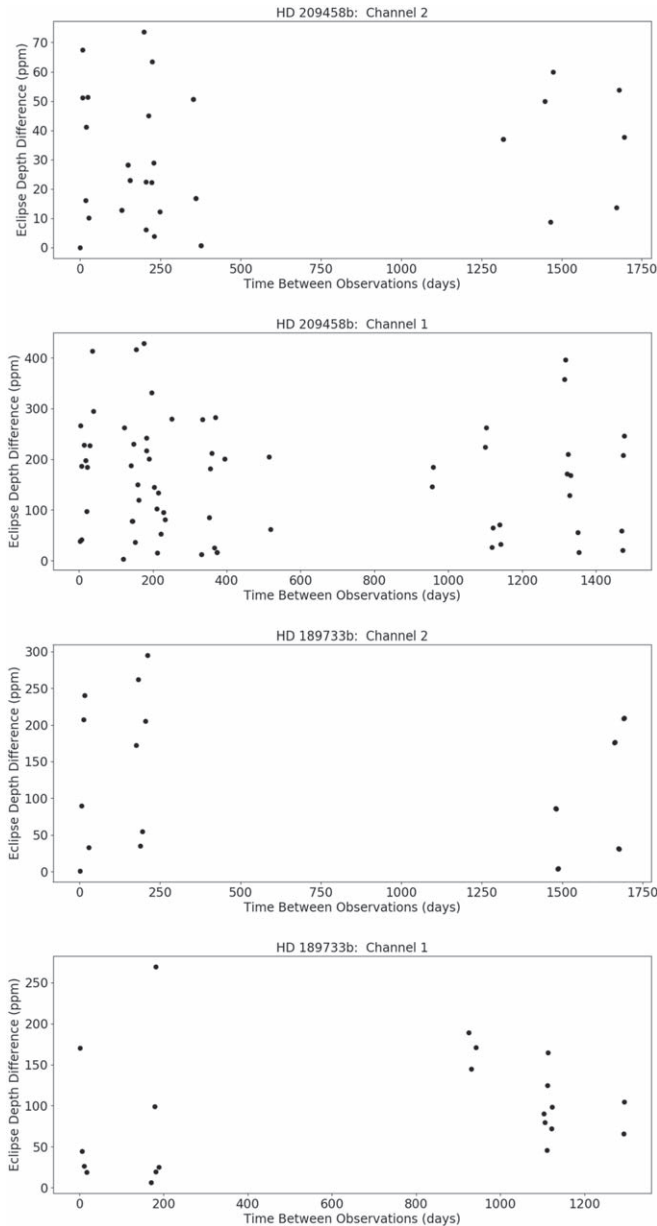 HD 209458b: Channel 2
Eclipse Depth Difference (ppm)
70
60
50
40
30
20
10
0
0 250 500 750 1000 1250 1500 1750
Time Between Observations (days)
HD 209458b: Channel 1
Eclipse Depth Difference (ppm)
400
300
200
100
0
0 200 400 600 800 1000 1200 1400
Time Between Observations (days)
HD 189733b: Channel 2
Eclipse Depth Difference (ppm)
300
250
200
150
100
50
0
0 250 500 750 1000 1250 1500 1750
Time Between Observations (days)
HD 189733b: Channel 1
Eclipse Depth Difference (ppm)
250
200
150
100
50
0
0 200 400 600 800 1000 1200
Time Between Observations (days)